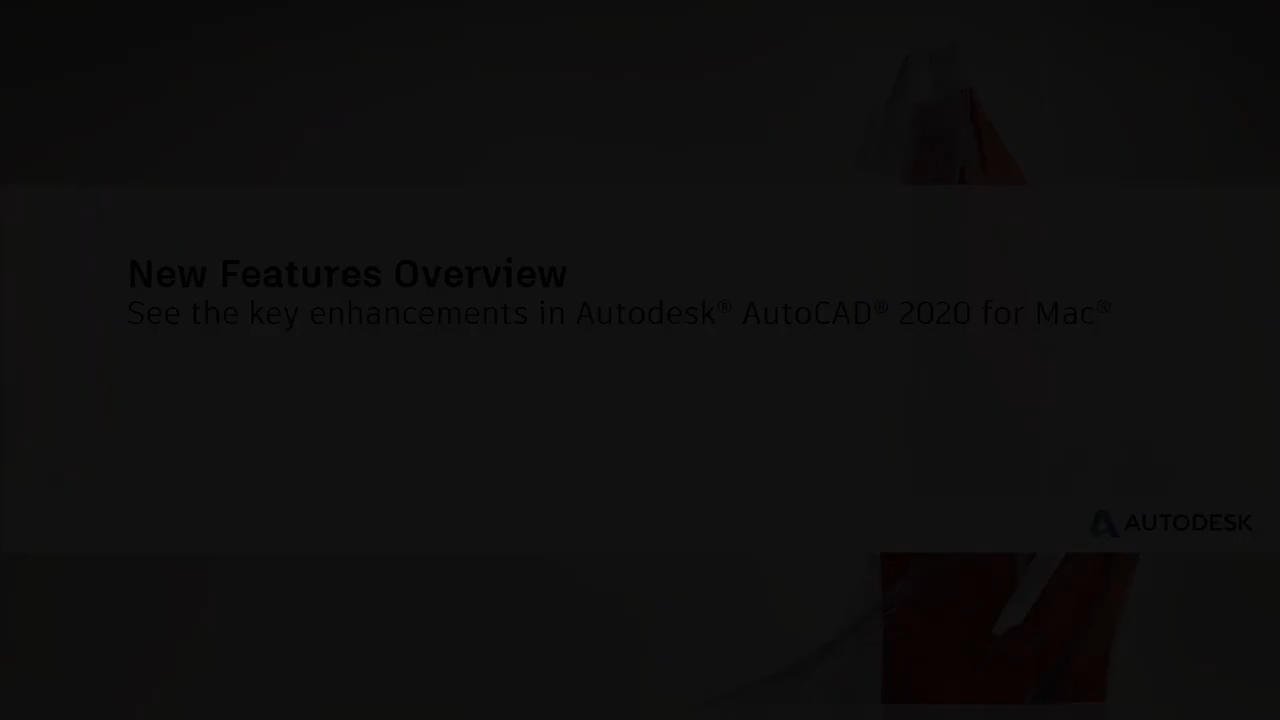 New Features Overview
See the key enhancements in Autodesk® AutoCAD® 2020 for Mac®
AUTODESK